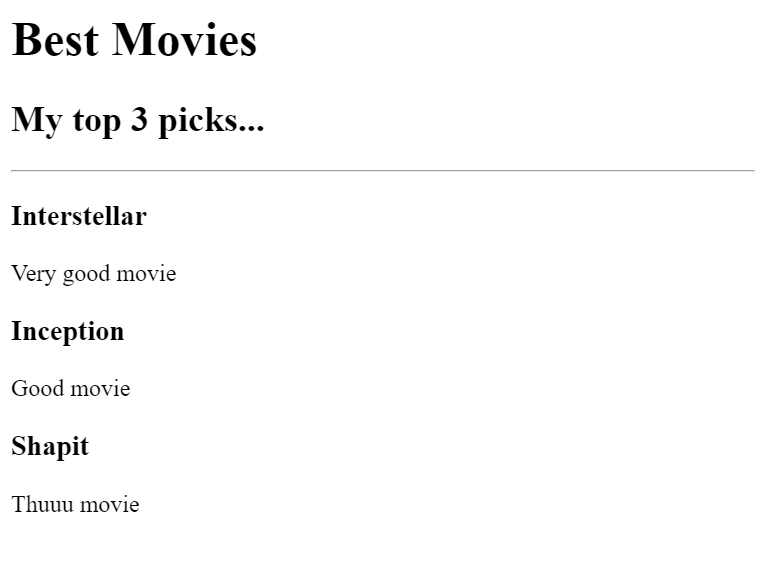 Best Movies
My top 3 picks...
Interstellar
Very good movie
Inception
Good movie
Shapit
Thuuu movie